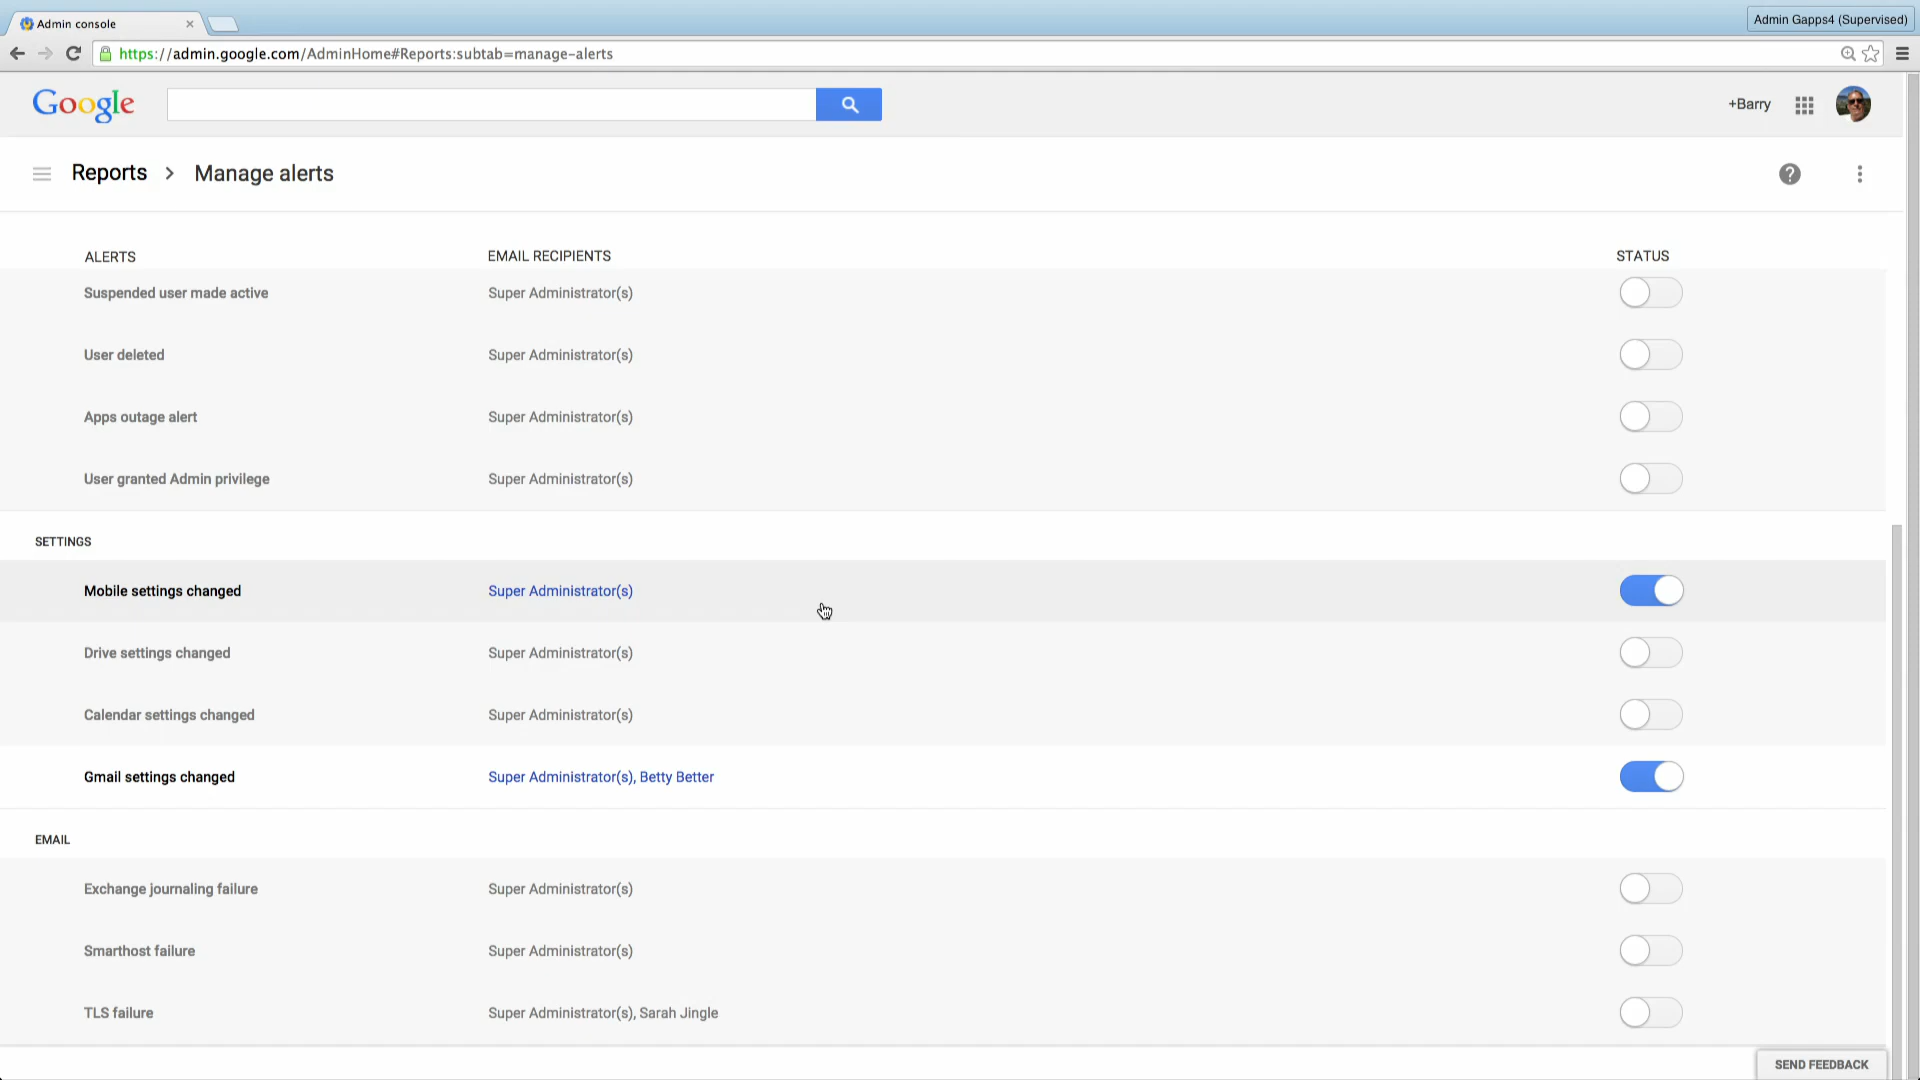 Admin console
Admin Gapps4 (Supervised)
https://admin.google.com/AdminHome#Reports:subtab=manage-alerts
Google
+Barry
Reports > Manage alerts
ALERTS EMAIL RECIPIENTS STATUS
Suspended user made active Super Administrator(s)
User deleted Super Administrator(s)
Apps outage alert Super Administrator(s)
User granted Admin privilege Super Administrator(s)
SETTINGS
Mobile settings changed Super Administrator(s)
Drive settings changed Super Administrator(s)
Calendar settings changed Super Administrator(s)
Gmail settings changed Super Administrator(s), Betty Better
EMAIL
Exchange journaling failure Super Administrator(s)
Smarthost failure Super Administrator(s)
TLS failure Super Administrator(s), Sarah Jingle
SEND FEEDBACK